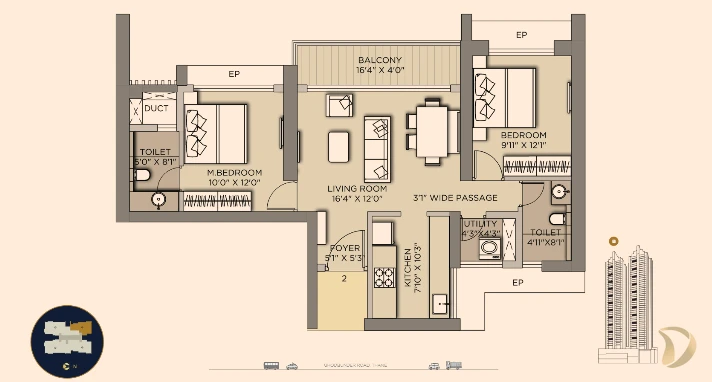 EP
BALCONY
16'4" X 4'0"
EP
DUCT
BEDROOM
9'11" X 12'1"
TOILET
5'0" X 8'1"
M.BEDROOM
10'0" X 12'0"
LIVING ROOM
16'4" X 12'0"
3'1" WIDE PASSAGE
UTILITY
4'3"X4'3"
TOILET
4'11"X8'1"
FOYER
5'1" X 5'3"
KITCHEN
7'10" X 10'3"
2
EP
N